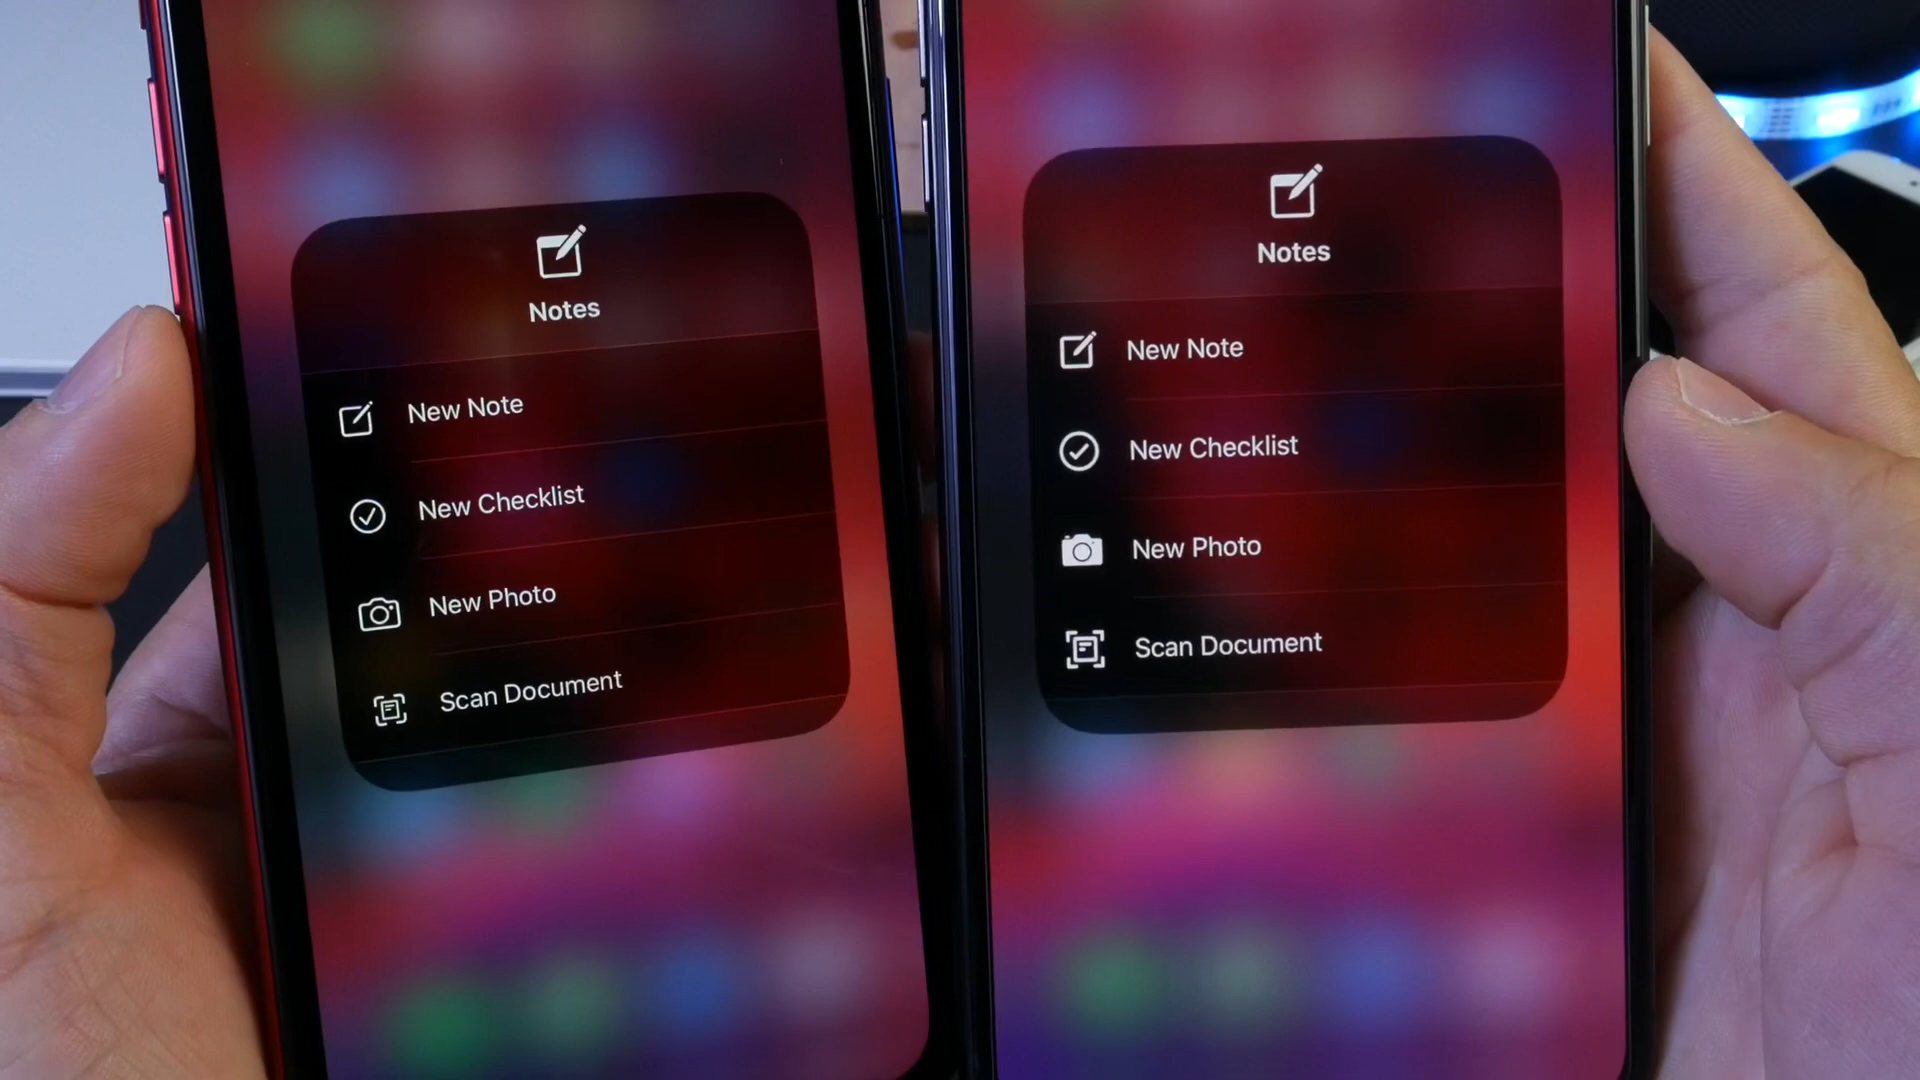 Notes
New Note
New Checklist
New Photo
Scan Document
Notes
New Note
New Checklist
New Photo
Scan Document